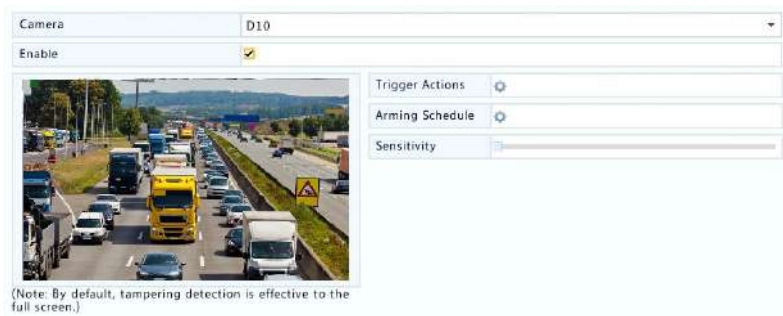 Camera
D10
Enable
Trigger Actions
Arming Schedule
Sensitivity
(Note: By default, tampering detection is effective to the
full screen.)